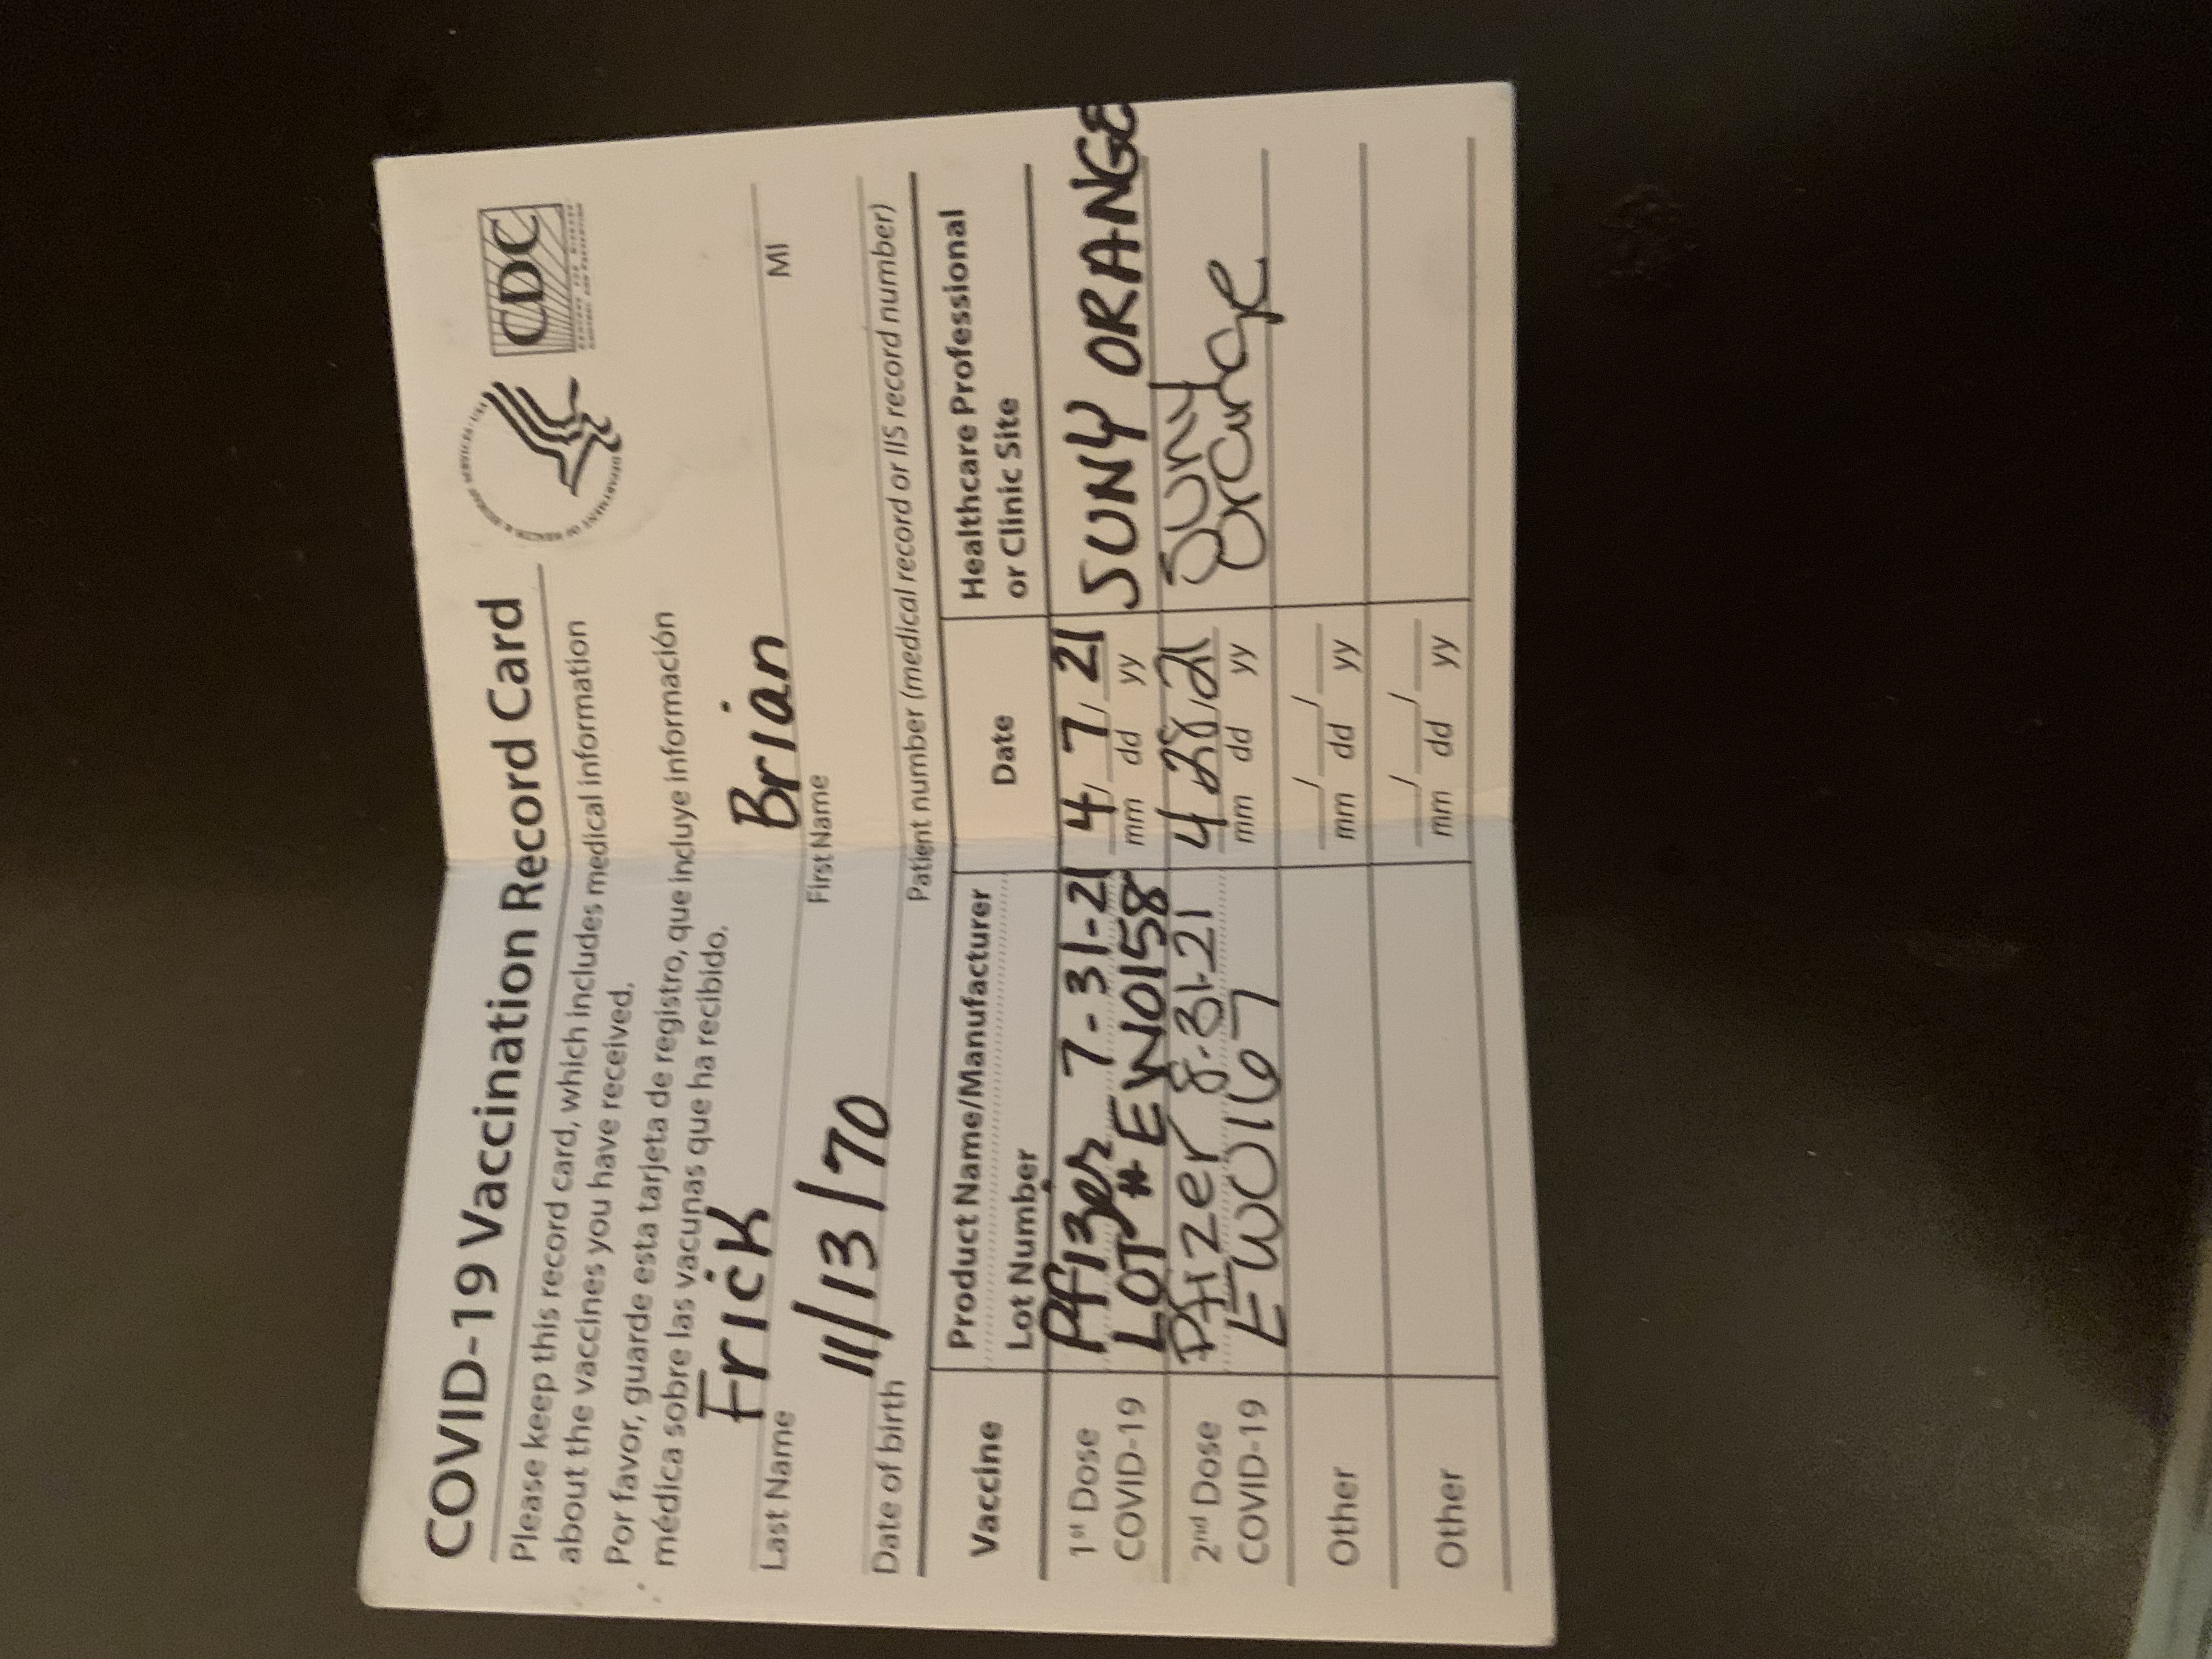 COVID-19 Vaccination Record Card
Please keep this record card, which includes medical information
about the vaccines you have received.
Por favor, guarde esta tarjeta de registro, que incluye información
médica sobre las vacunas que ha recibido.
CDC
Frick Brian
Last Name First Name MI
11/13/70
Date of birth Patient number (medical record or IIS record number)
Vaccine Product Name/Manufacturer Date Healthcare Professional
Lot Number or Clinic Site
1st Dose Pfizer 7-31-21 4/7/21 SUNY ORANGE
COVID-19 LOT # EW0158 mm dd yy
2nd Dose Pfizer 8-31-21 4/28/21 Suny
COVID-19 EW0167 mm dd yy Orange
Other / /
mm dd yy
Other / /
mm dd yy